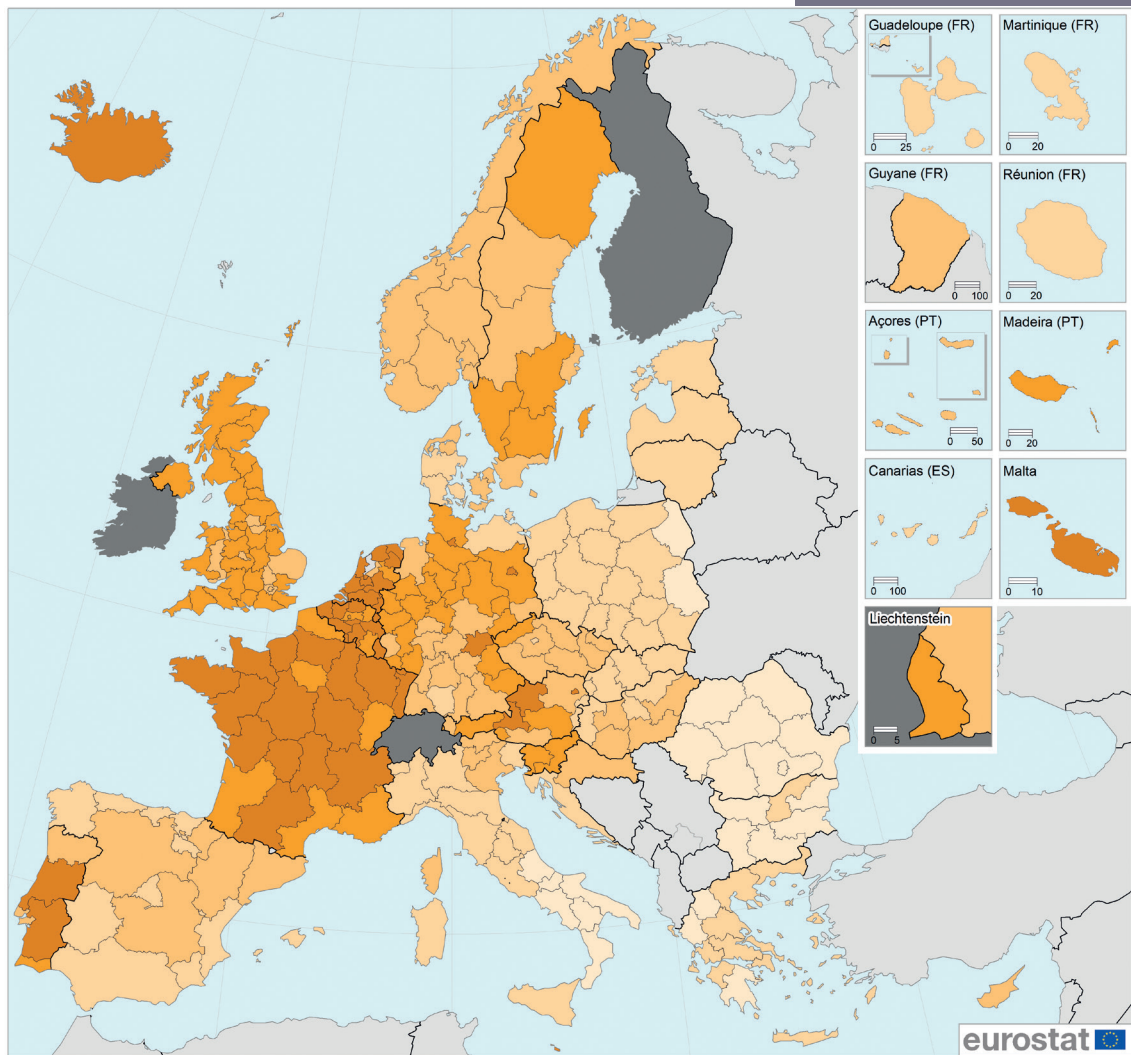 Guadeloupe (FR)
0 25
Martinique (FR)
0 20
Guyane (FR)
0 100
Réunion (FR)
0 20
Açores (PT)
0 50
Madeira (PT)
0 20
Canarias (ES)
0 100
Malta
0 10
Liechtenstein
0 5
eurostat